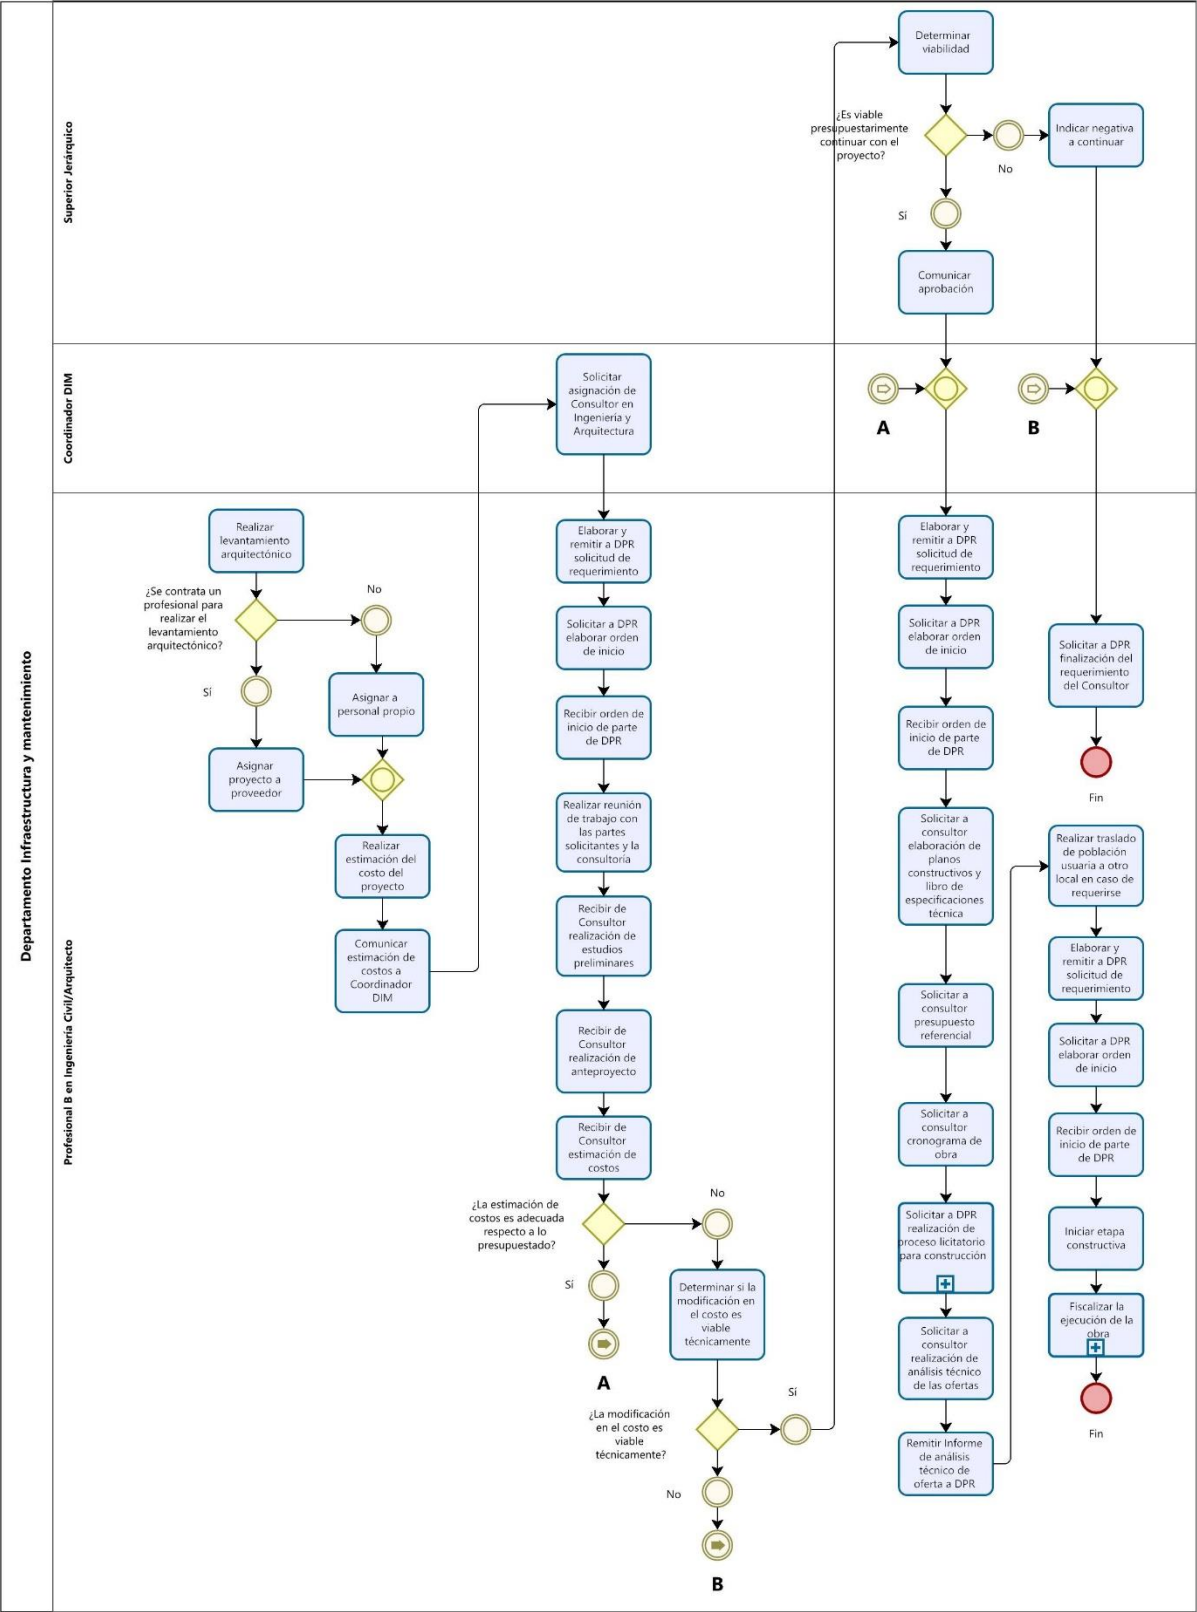 Departamento Infraestructura y mantenimiento
Superior Jerárquico
Determinar
viabilidad
¿Es viable
presupuestarimente
continuar con el
proyecto?
No
Indicar negativa
a continuar
Sí
Comunicar
aprobación
Coordinador DIM
Solicitar
asignación de
Consultor en
Ingeniería y
Arquitectura
A
B
Profesional B en Ingeniería Civil/Arquitecto
Realizar
levantamiento
arquitectónico
¿Se contrata un
profesional para
realizar el
levantamiento
arquitectónico?
No
Sí
Asignar a
personal propio
Asignar
proyecto a
proveedor
Realizar
estimación del
costo del
proyecto
Comunicar
estimación de
costos a
Coordinador
DIM
Elaborar y
remitir a DPR
solicitud de
requerimiento
Solicitar a DPR
elaborar orden
de inicio
Recibir orden de
inicio de parte
de DPR
Realizar reunión
de trabajo con
las partes
solicitantes y la
consultoría
Recibir de
Consultor
realización de
estudios
preliminares
Recibir de
Consultor
realización de
anteproyecto
Recibir de
Consultor
estimación de
costos
¿La estimación de
costos es adecuada
respecto a lo
presupuestado?
No
Sí
A
Determinar si la
modificación en
el costo es
viable
técnicamente
¿La modificación
en el costo es
viable
técnicamente?
Sí
No
B
Elaborar y
remitir a DPR
solicitud de
requerimiento
Solicitar a DPR
elaborar orden
de inicio
Recibir orden de
inicio de parte
de DPR
Solicitar a
consultor
elaboración de
planos
constructivos y
libro de
especificaciones
técnica
Solicitar a
consultor
presupuesto
referencial
Solicitar a
consultor
cronograma de
obra
Solicitar a DPR
realización de
proceso licitatorio
para construcción
Solicitar a
consultor
realización de
análisis técnico
de las ofertas
Remitir Informe
de análisis
técnico de
oferta a DPR
Solicitar a DPR
finalización del
requerimiento
del Consultor
Fin
Realizar traslado
de población
usuaria a otro
local en caso de
requerirse
Elaborar y
remitir a DPR
solicitud de
requerimiento
Solicitar a DPR
elaborar orden
de inicio
Recibir orden de
inicio de parte
de DPR
Iniciar etapa
constructiva
Fiscalizar la
ejecución de la
obra
Fin